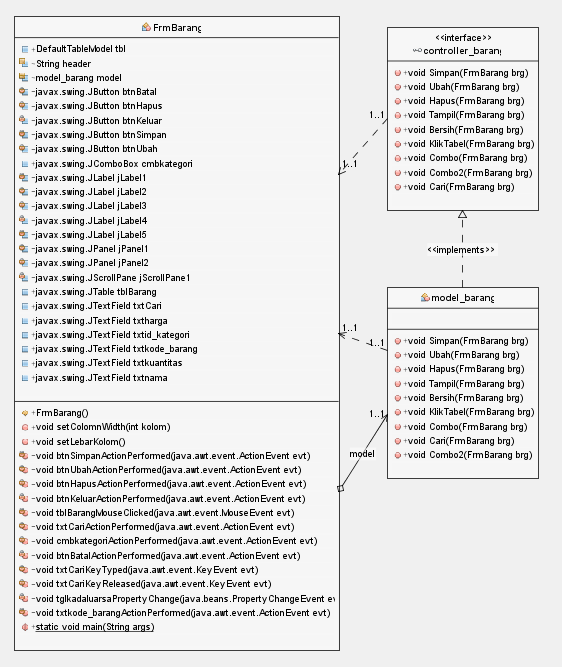 FrmBarang
+DefaultTableModel tbl
-String header
-model_barang model
-javax.swing.JButton btnBatal
-javax.swing.JButton btnHapus
-javax.swing.JButton btnKeluar
-javax.swing.JButton btnSimpan
-javax.swing.JButton btnUbah
+javax.swing.JComboBox cmbkategori
-javax.swing.JLabel jLabel1
-javax.swing.JLabel jLabel2
-javax.swing.JLabel jLabel3
-javax.swing.JLabel jLabel4
-javax.swing.JLabel jLabel5
-javax.swing.JPanel jPanel1
-javax.swing.JPanel jPanel2
-javax.swing.JScrollPane jScrollPane1
+javax.swing.JTable tblBarang
+javax.swing.JTextField txtCari
+javax.swing.JTextField txtharga
+javax.swing.JTextField txtid_kategori
+javax.swing.JTextField txtkode_barang
+javax.swing.JTextField txtkuantitas
+javax.swing.JTextField txtnama
+FrmBarang()
+void setColomnWidth(int kolom)
+void setLebarKolom()
-void btnSimpanActionPerformed(java.awt.event.ActionEvent evt)
-void btnUbahActionPerformed(java.awt.event.ActionEvent evt)
-void btnHapusActionPerformed(java.awt.event.ActionEvent evt)
-void btnKeluarActionPerformed(java.awt.event.ActionEvent evt)
-void tblBarangMouseClicked(java.awt.event.MouseEvent evt)
-void txtCariActionPerformed(java.awt.event.ActionEvent evt)
-void cmbkategoriActionPerformed(java.awt.event.ActionEvent evt)
-void btnBatalActionPerformed(java.awt.event.ActionEvent evt)
-void txtCariKeyTyped(java.awt.event.KeyEvent evt)
-void txtCariKeyReleased(java.awt.event.KeyEvent evt)
-void tglkadaluarsaPropertyChange(java.beans.PropertyChangeEvent ev
-void txtkode_barangActionPerformed(java.awt.event.ActionEvent evt)
+static void main(String args)
<<interface>>
controller_barang
+void Simpan(FrmBarang brg)
+void Ubah(FrmBarang brg)
+void Hapus(FrmBarang brg)
+void Tampil(FrmBarang brg)
+void Bersih(FrmBarang brg)
+void KlikTabel(FrmBarang brg)
+void Combo(FrmBarang brg)
+void Combo2(FrmBarang brg)
+void Cari(FrmBarang brg)
1..1
1..1
<<implements>>
model_barang
+void Simpan(FrmBarang brg)
+void Ubah(FrmBarang brg)
+void Hapus(FrmBarang brg)
+void Tampil(FrmBarang brg)
+void Bersih(FrmBarang brg)
+void KlikTabel(FrmBarang brg)
+void Combo(FrmBarang brg)
+void Cari(FrmBarang brg)
+void Combo2(FrmBarang brg)
1..1
1..1
1..1
model